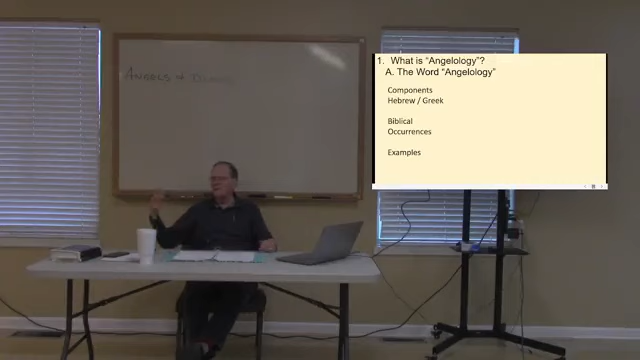 ANGELS & DEMONS
1. What is "Angelology"?
A. The Word "Angelology"
Components
Hebrew / Greek
Biblical
Occurrences
Examples